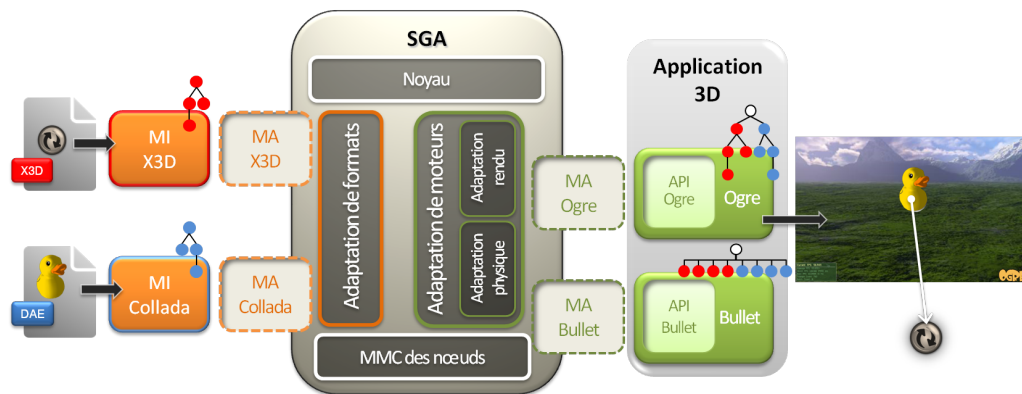 SGA
Noyau
Application
3D
X3D
MI
X3D
MA
X3D
Adaptation de formats
Adaptation de moteurs
Adaptation
rendu
Adaptation
physique
MA
Ogre
API
Ogre
Ogre
DAE
MI
Collada
MA
Collada
MA
Bullet
API
Bullet
Bullet
MMC des nœuds